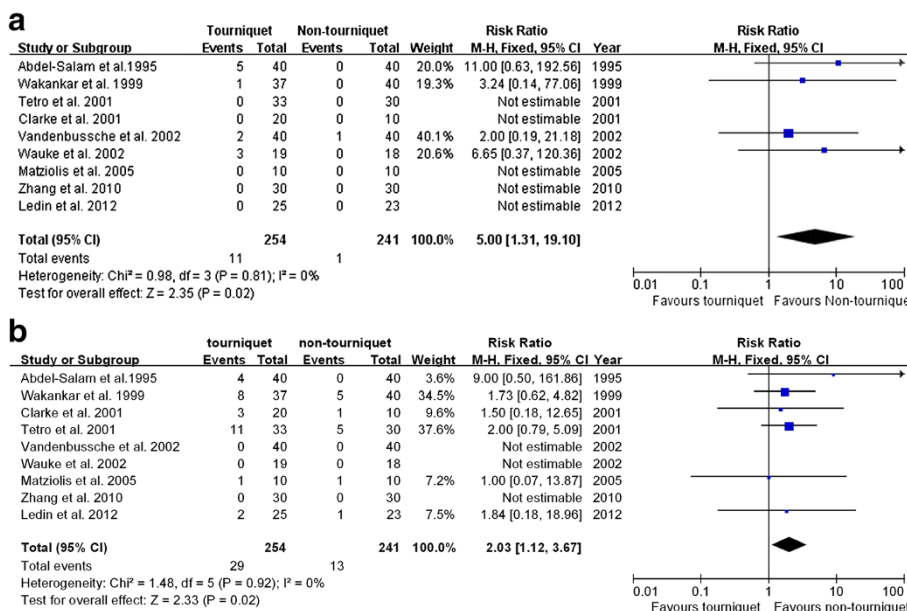 a
Tourniquet Non-tourniquet Risk Ratio Risk Ratio
Study or Subgroup Events Total Events Total Weight M-H, Fixed, 95% CI Year M-H, Fixed, 95% CI
Abdel-Salam et al.1995 5 40 0 40 20.0% 11.00 [0.63, 192.56] 1995
Wakankar et al. 1999 1 37 0 40 19.3% 3.24 [0.14, 77.06] 1999
Tetro et al. 2001 0 33 0 30 Not estimable 2001
Clarke et al. 2001 0 20 0 10 Not estimable 2001
Vandenbussche et al. 2002 2 40 1 40 40.1% 2.00 [0.19, 21.18] 2002
Wauke et al. 2002 3 19 0 18 20.6% 6.65 [0.37, 120.36] 2002
Matziolis et al. 2005 0 10 0 10 Not estimable 2005
Zhang et al. 2010 0 30 0 30 Not estimable 2010
Ledin et al. 2012 0 25 0 23 Not estimable 2012
Total (95% CI) 254 241 100.0% 5.00 [1.31, 19.10]
Total events 11 1
Heterogeneity: Chi² = 0.98, df = 3 (P = 0.81); I² = 0%
Test for overall effect: Z = 2.35 (P = 0.02)
0.01 0.1 1 10 100
Favours tourniquet Favours Non-tournique
b
tourniquet non-tourniquet Risk Ratio Risk Ratio
Study or Subgroup Events Total Events Total Weight M-H, Fixed, 95% CI Year M-H, Fixed, 95% CI
Abdel-Salam et al.1995 4 40 0 40 3.6% 9.00 [0.50, 161.86] 1995
Wakankar et al. 1999 8 37 5 40 34.5% 1.73 [0.62, 4.82] 1999
Clarke et al. 2001 3 20 1 10 9.6% 1.50 [0.18, 12.65] 2001
Tetro et al. 2001 11 33 5 30 37.6% 2.00 [0.79, 5.09] 2001
Vandenbussche et al. 2002 0 40 0 40 Not estimable 2002
Wauke et al. 2002 0 19 0 18 Not estimable 2002
Matziolis et al. 2005 1 10 1 10 7.2% 1.00 [0.07, 13.87] 2005
Zhang et al. 2010 0 30 0 30 Not estimable 2010
Ledin et al. 2012 2 25 1 23 7.5% 1.84 [0.18, 18.96] 2012
Total (95% CI) 254 241 100.0% 2.03 [1.12, 3.67]
Total events 29 13
Heterogeneity: Chi² = 1.48, df = 5 (P = 0.92); I² = 0%
Test for overall effect: Z = 2.33 (P = 0.02)
0.01 0.1 1 10 100
Favours tourniquet Favours non-tourniquet